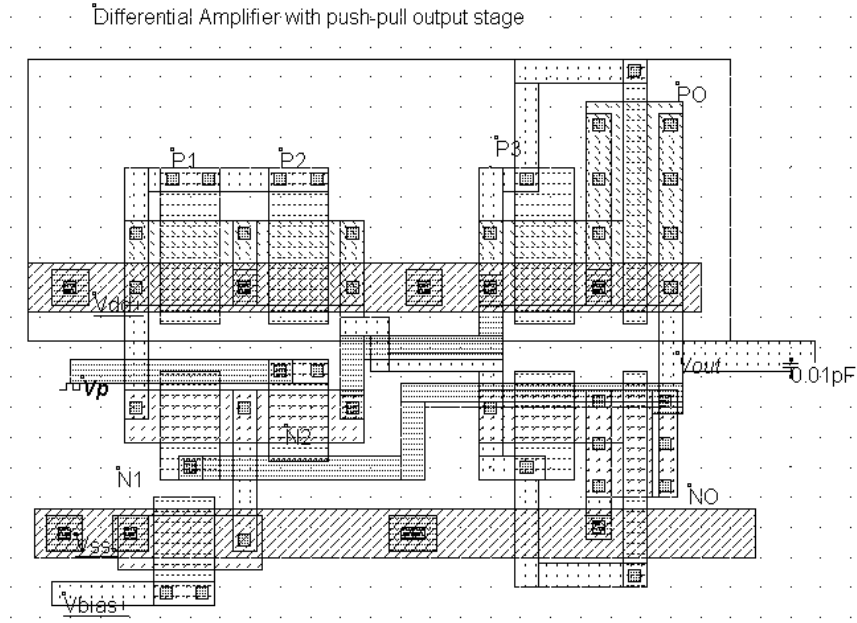 Differential Amplifier with push-pull output stage
PO
P1
P2
P3
Vdd+
Vout
Vp
0.01pF
N2
N1
NO
Vss-
Vbias+